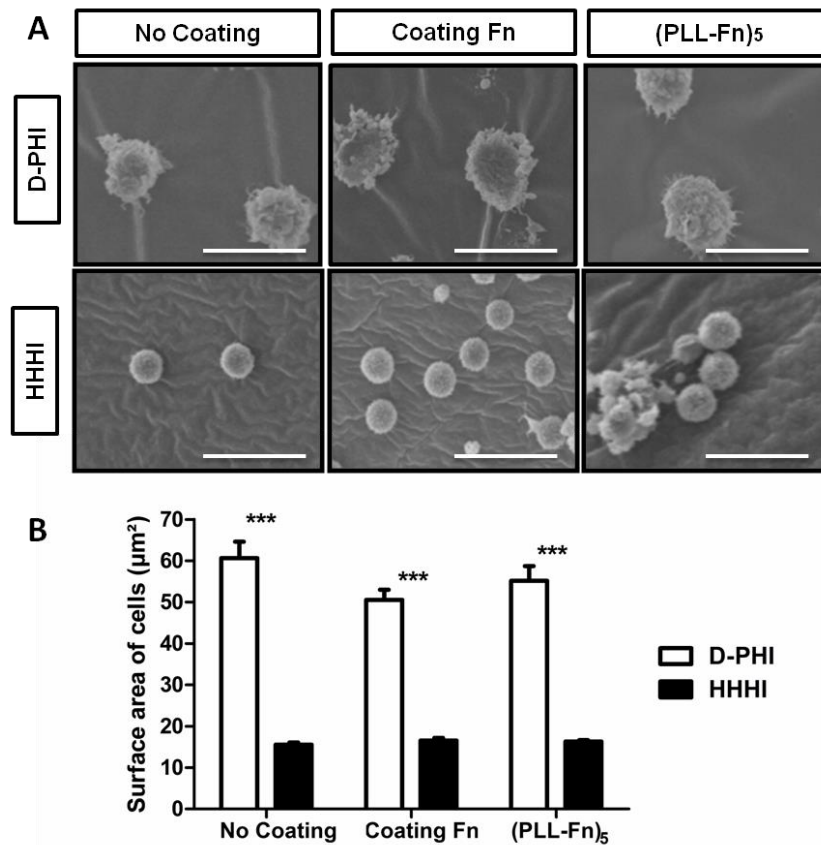 A
No Coating
Coating Fn
(PLL-Fn)5
D-PHI
HHHI
B
Surface area of cells (µm²)
70
60
50
40
30
20
10
0
***
***
***
No Coating
Coating Fn
(PLL-Fn)5
D-PHI
HHHI